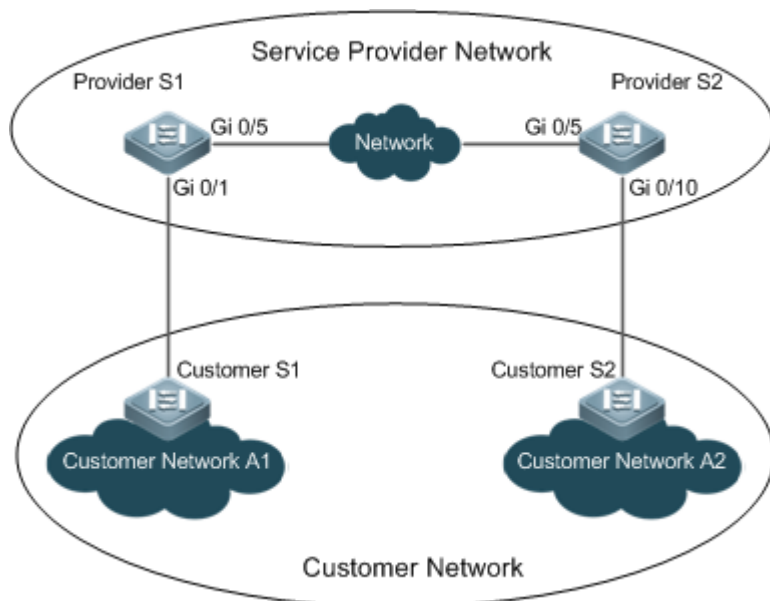 Service Provider Network
Provider S1
Provider S2
Gi 0/5
Network
Gi 0/5
Gi 0/1
Gi 0/10
Customer S1
Customer S2
Customer Network A1
Customer Network A2
Customer Network